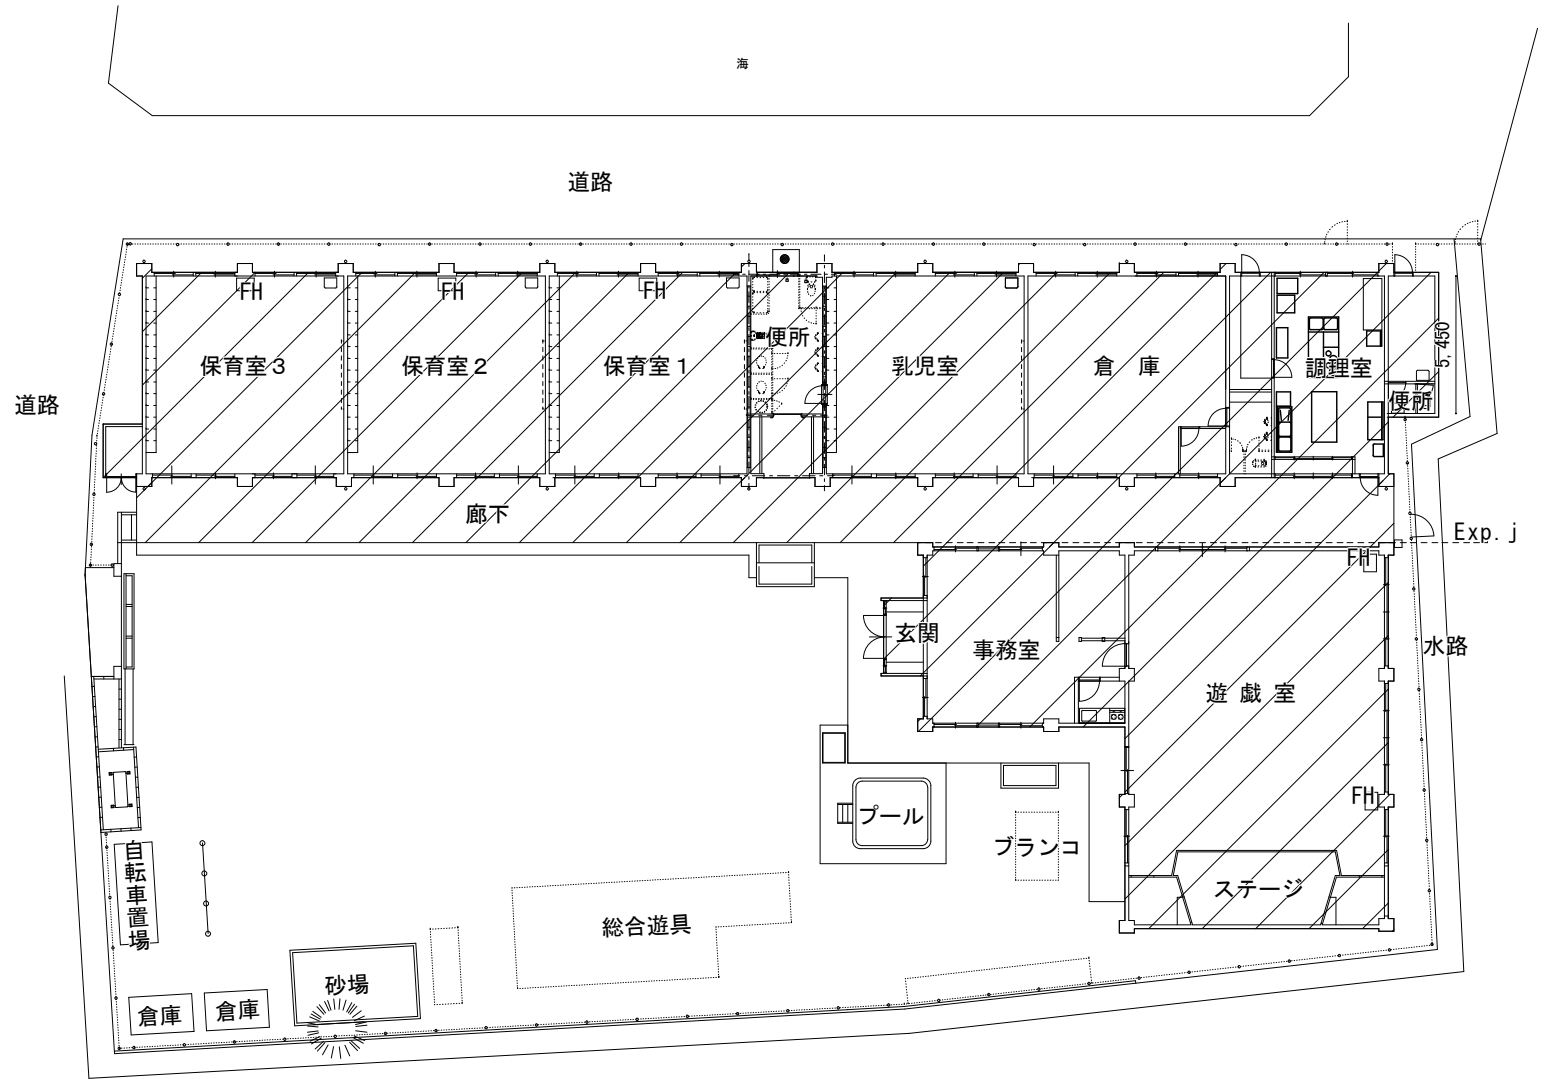 海
道路
FH
FH
FH
便所
保育室３
保育室２
保育室１
乳児室
倉　庫
調理室
5,450
便所
道路
廊下
Exp.j
FH
玄関
事務室
水路
遊 戯 室
FH
プール
ブランコ
ステージ
自転車置場
総合遊具
砂場
倉庫
倉庫